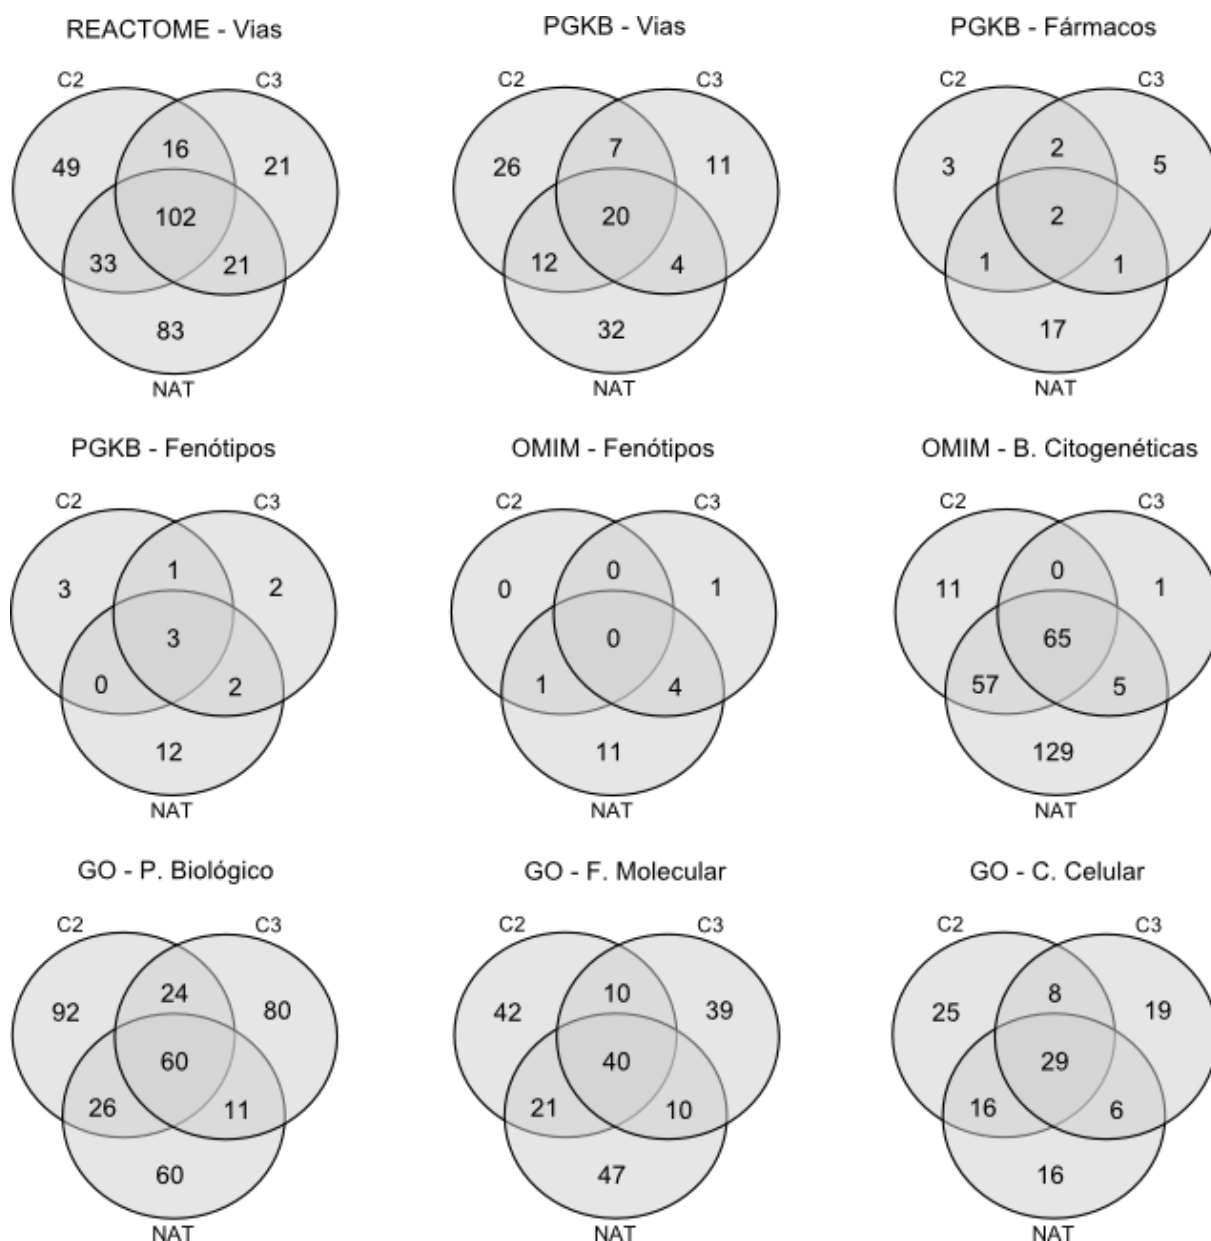 REACTOME - Vias
C2
C3
49
16
21
102
33
21
83
NAT
PGKB - Vias
C2
C3
26
7
11
20
12
4
32
NAT
PGKB - Fármacos
C2
C3
3
2
5
2
1
1
17
NAT
PGKB - Fenótipos
C2
C3
3
1
2
3
0
2
12
NAT
OMIM - Fenótipos
C2
C3
0
0
1
0
1
4
11
NAT
OMIM - B. Citogenéticas
C2
C3
11
0
1
65
57
5
129
NAT
GO - P. Biológico
C2
C3
92
24
80
60
26
11
60
NAT
GO - F. Molecular
C2
C3
42
10
39
40
21
10
47
NAT
GO - C. Celular
C2
C3
25
8
19
29
16
6
16
NAT